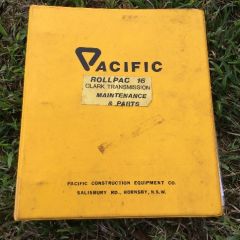 PACIFIC
ROLLPAC 16
CLARK TRANSMISSION
MAINTENANCE
& PARTS
PACIFIC CONSTRUCTION EQUIPMENT CO.
SALISBURY RD., HORNSBY, N.S.W.